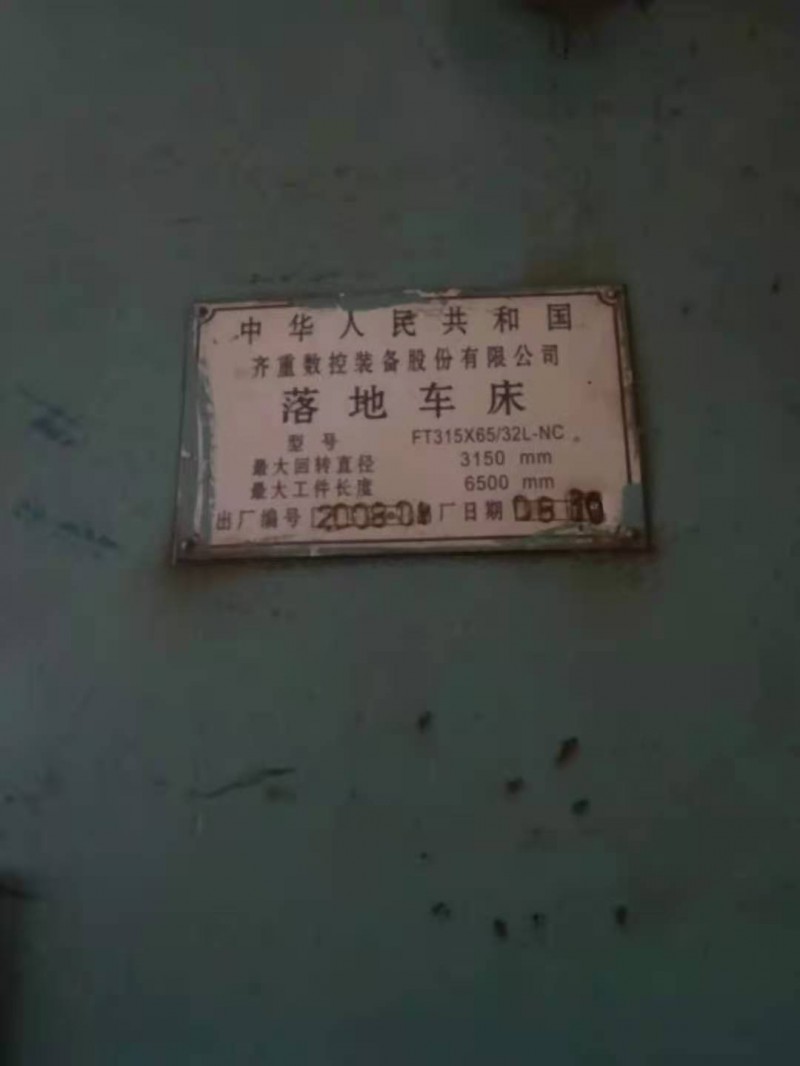 中华人民共和国
齐重数控装备股份有限公司
落地车床
型号 FT315X65/32L-NC
最大回转直径 3150 mm
最大工件长度 6500 mm
出厂编号 厂日期